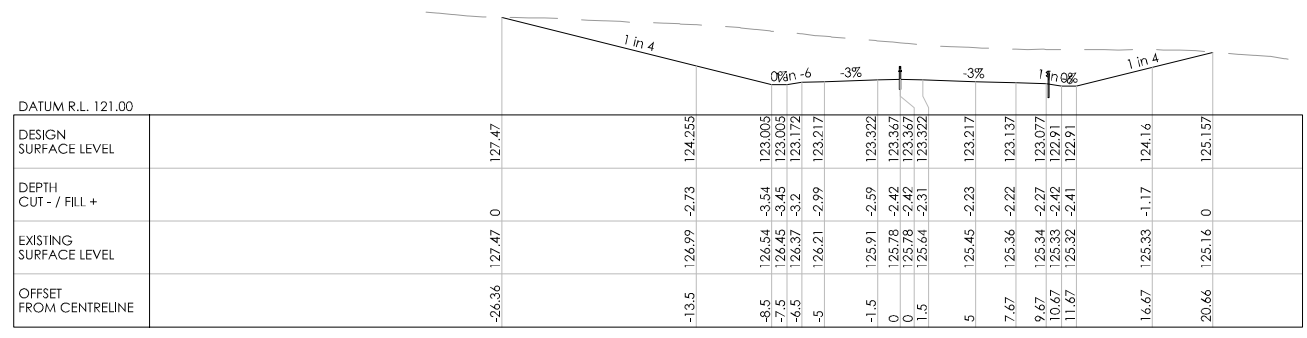 1 in 4
-3%
-3%
1 in 4
DATUM R.L. 121.00
DESIGN
SURFACE LEVEL
127.47 124.255 123.005 123.005 123.172 123.217 123.322 123.367 123.367 123.322 123.217 123.137 123.077 122.91 122.91 124.16 125.157
DEPTH
CUT - / FILL +
0 -2.73 -3.54 -3.45 -3.2 -2.99 -2.59 -2.42 -2.42 -2.31 -2.23 -2.22 -2.27 -2.42 -2.41 -1.17 0
EXISTING
SURFACE LEVEL
127.47 126.99 126.54 126.45 126.37 126.21 125.91 125.78 125.78 125.64 125.45 125.36 125.34 125.33 125.32 125.33 125.16
OFFSET
FROM CENTRELINE
-26.36 -13.5 -8.5 -7.5 -6.5 -5 -1.5 0 0 1.5 5 7.67 9.67 10.67 11.67 16.67 20.66